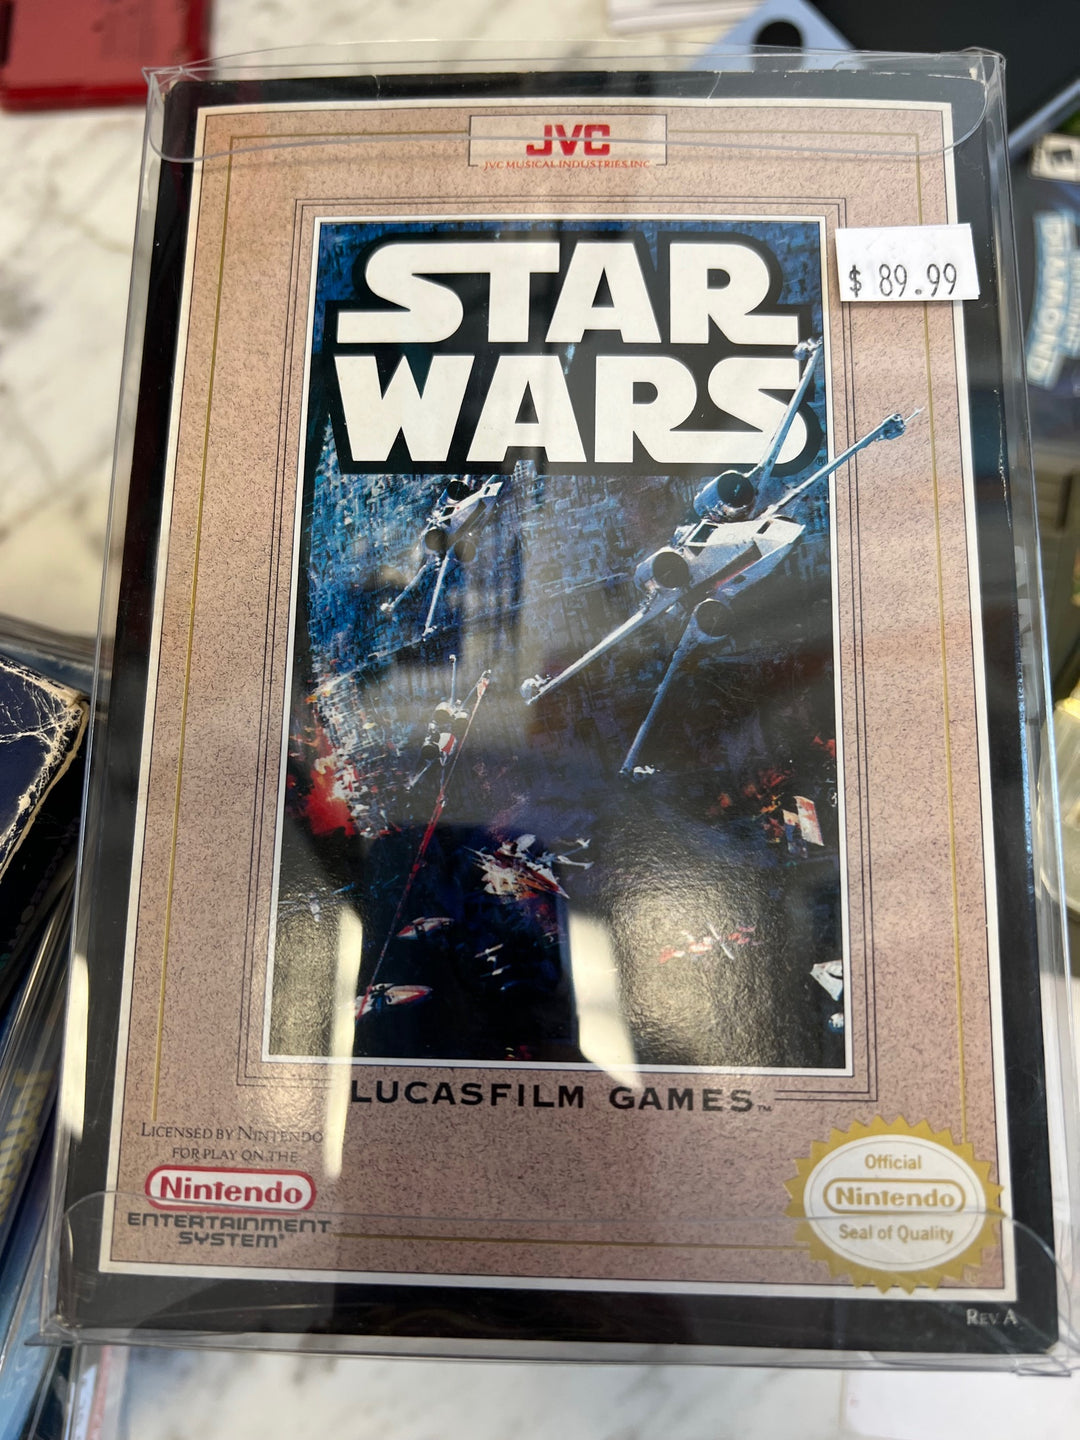 JVC
JVC MUSICAL INDUSTRIES, INC.
STAR
WARS
$ 89.99
LUCASFILM GAMES™
LICENSED BY NINTENDO
FOR PLAY ON THE
Nintendo
ENTERTAINMENT
SYSTEM®
Official
Nintendo
Seal of Quality
REV A